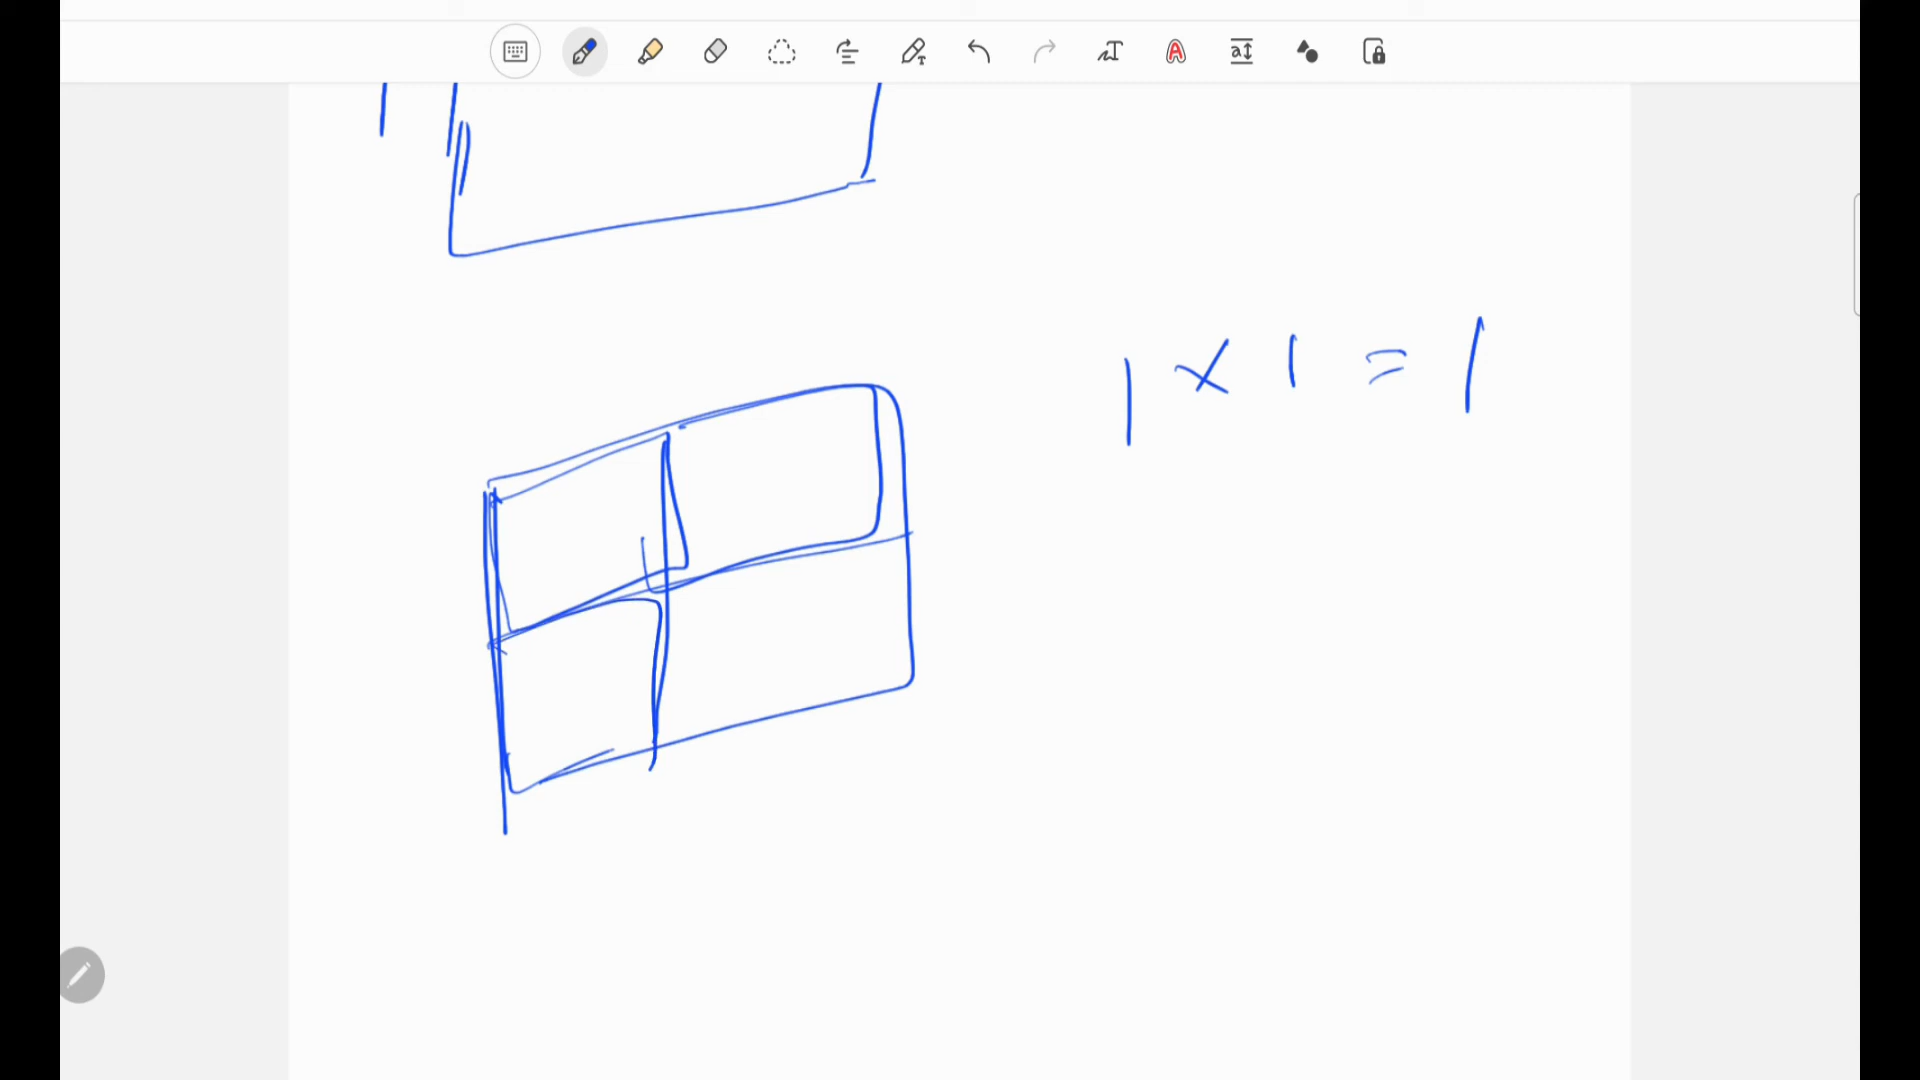 1 × 1 = 1